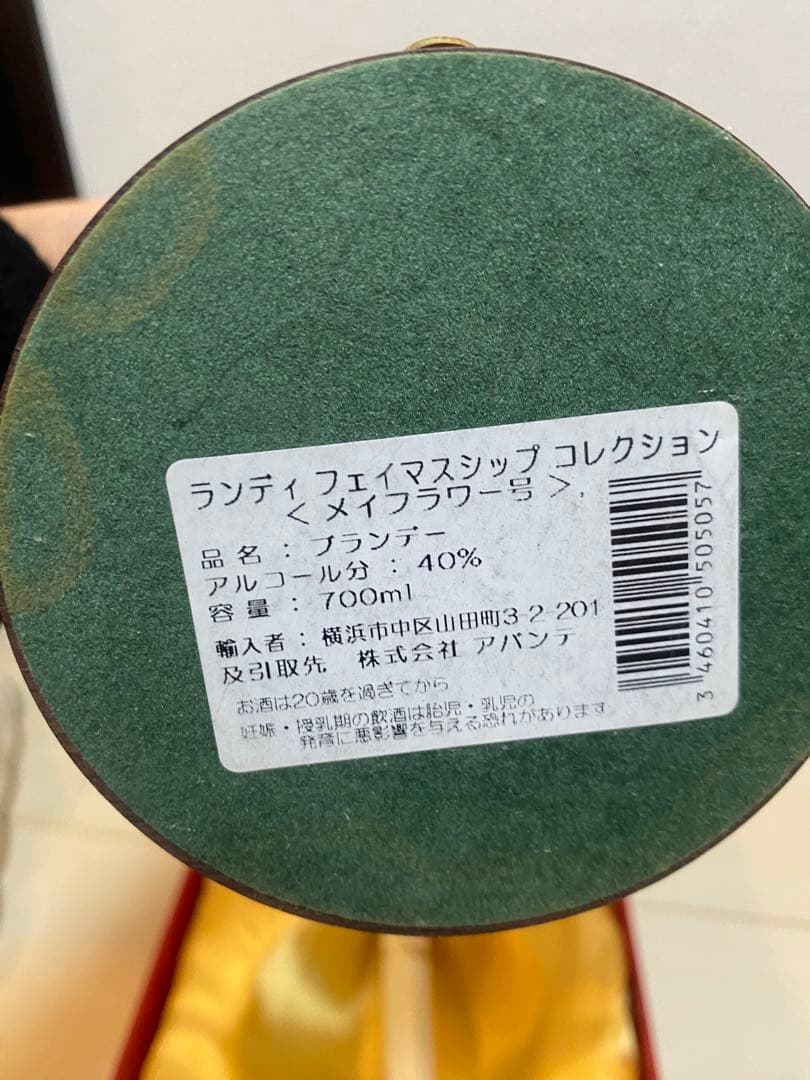 ランディ フェイマスシップ コレクション
< メイフラワー号 >.
品名 : ブランデー
アルコール分 : 40%
容量 : 700ml
輸入者 : 横浜市中区山田町3-2-201
及引取先 株式会社 アバンテ
お酒は20歳を過ぎてから
妊娠・授乳期の飲酒は胎児・乳児の
発育に悪影響を与える恐れがあります
3 460410 505057